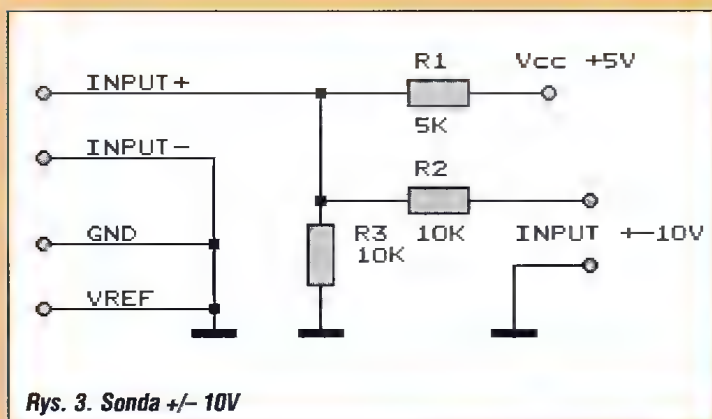 R1 Vcc +5V
INPUT+
5K
INPUT-
R2
GND
R3 10K INPUT +-10V
10K
VREF
Rys. 3. Sonda +/- 10V